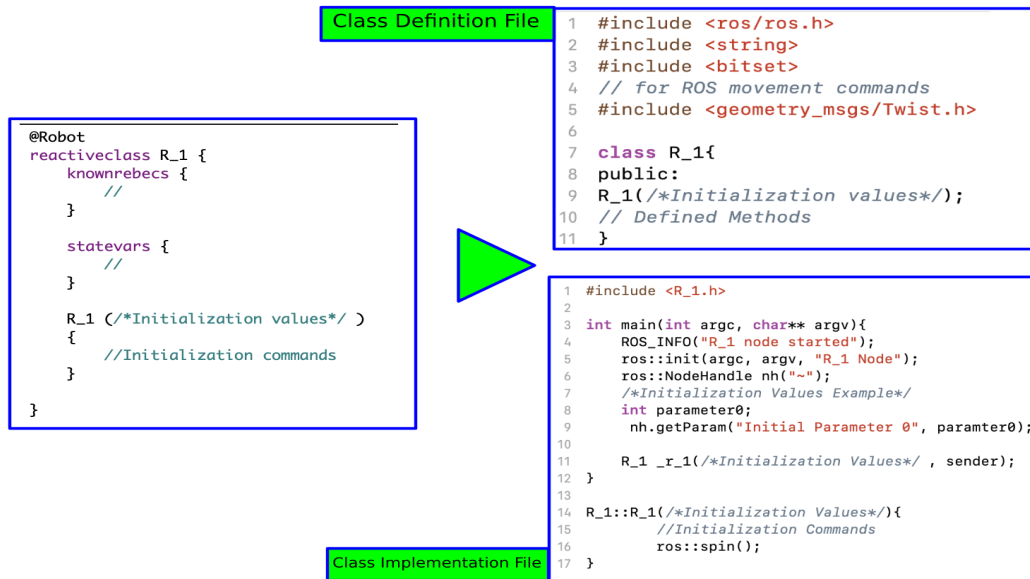 @Robot
reactiveclass R_1 {
knownrebecs {
//
}
statevars {
//
}
R_1 (/*Initialization values*/ )
{
//Initialization commands
}
}
Class Definition File
1 #include <ros/ros.h>
2 #include <string>
3 #include <bitset>
4 // for ROS movement commands
5 #include <geometry_msgs/Twist.h>
6
7 class R_1{
8 public:
9 R_1(/*Initialization values*/);
10 // Defined Methods
11 }
1 #include <R_1.h>
2
3 int main(int argc, char** argv){
4 ROS_INFO("R_1 node started");
5 ros::init(argc, argv, "R_1 Node");
6 ros::NodeHandle nh("~");
7 /*Initialization Values Example*/
8 int parameter0;
9 nh.getParam("Initial Parameter 0", paramter0);
10
11 R_1 _r_1(/*Initialization Values*/ , sender);
12 }
13
14 R_1::R_1(/*Initialization Values*/){
15 //Initialization Commands
16 ros::spin();
17 }
Class Implementation File